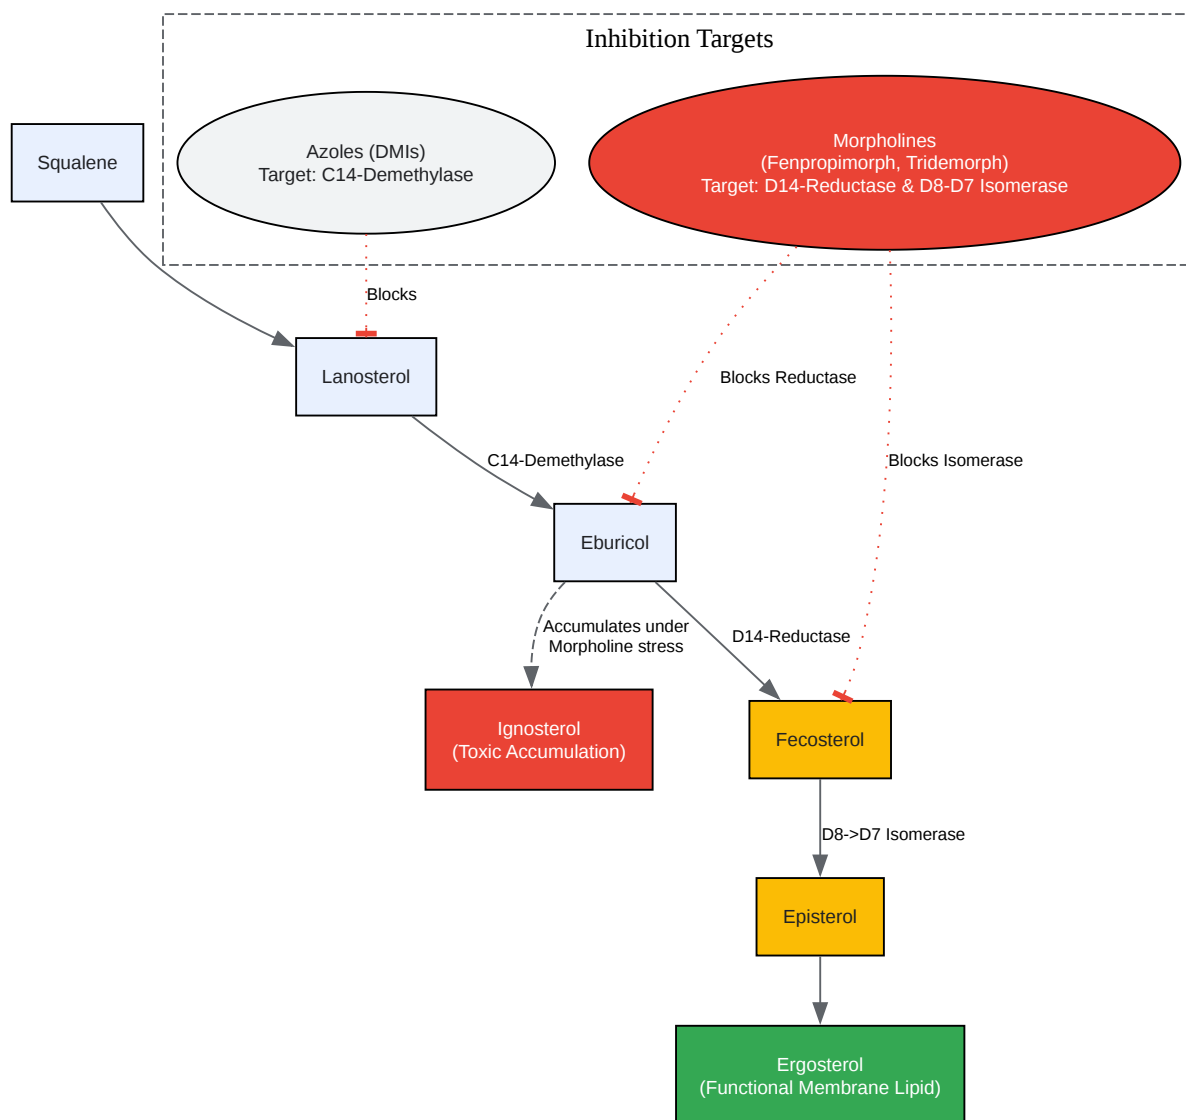 Inhibition Targets
Squalene
Azoles (DMIs)
Target: C14-Demethylase
Morpholines
(Fenpropimorph, Tridemorph)
Target: D14-Reductase & D8-D7 Isomerase
Blocks
Lanosterol
Blocks Reductase
C14-Demethylase
Blocks Isomerase
Eburicol
Accumulates under
Morpholine stress
D14-Reductase
Ignosterol
(Toxic Accumulation)
Fecosterol
D8->D7 Isomerase
Episterol
Ergosterol
(Functional Membrane Lipid)